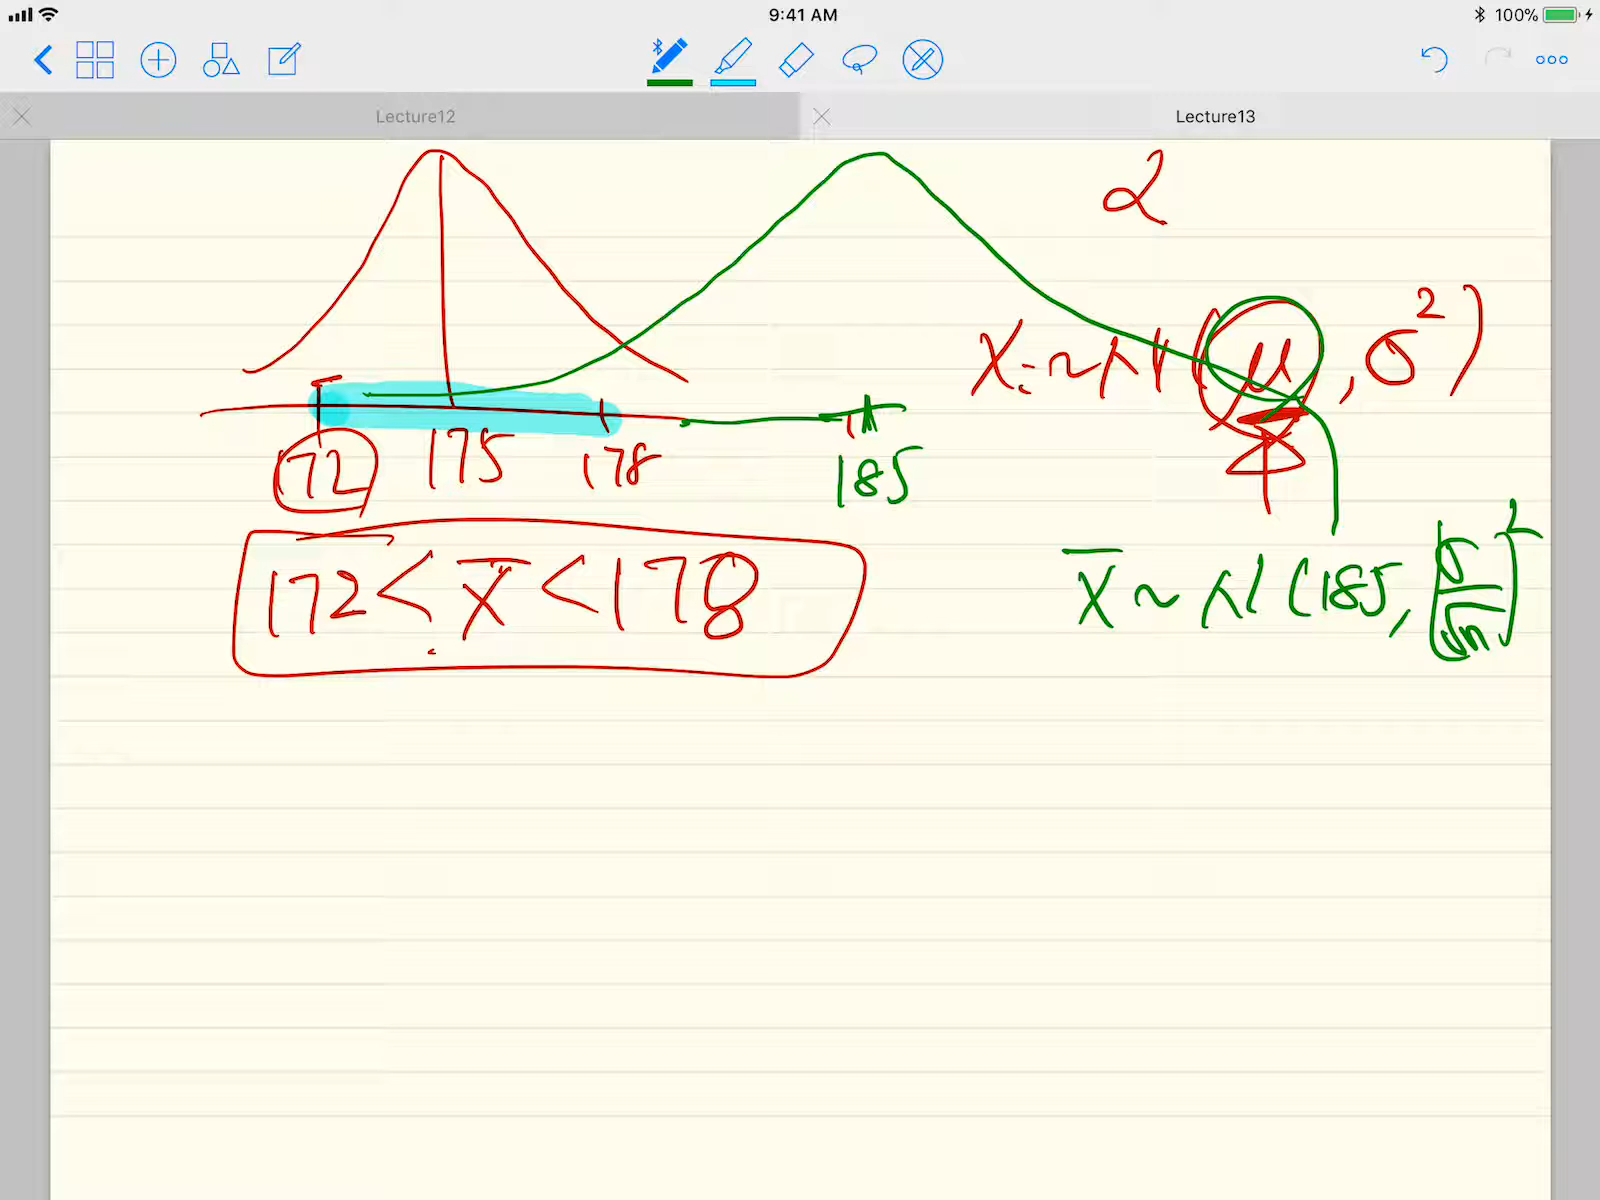 9:41 AM
100%
Lecture12
Lecture13
α
Xᵢ ~ N(μ, σ²)
172 175 178 185
172 < x̄ < 178
X̄ ~ N(185, (σ/√n)²